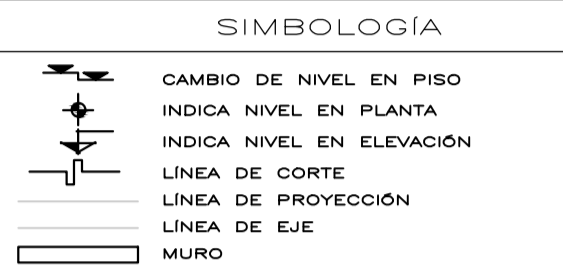 SIMBOLOGÍA
CAMBIO DE NIVEL EN PISO
INDICA NIVEL EN PLANTA
INDICA NIVEL EN ELEVACIÓN
LÍNEA DE CORTE
LÍNEA DE PROYECCIÓN
LÍNEA DE EJE
MURO